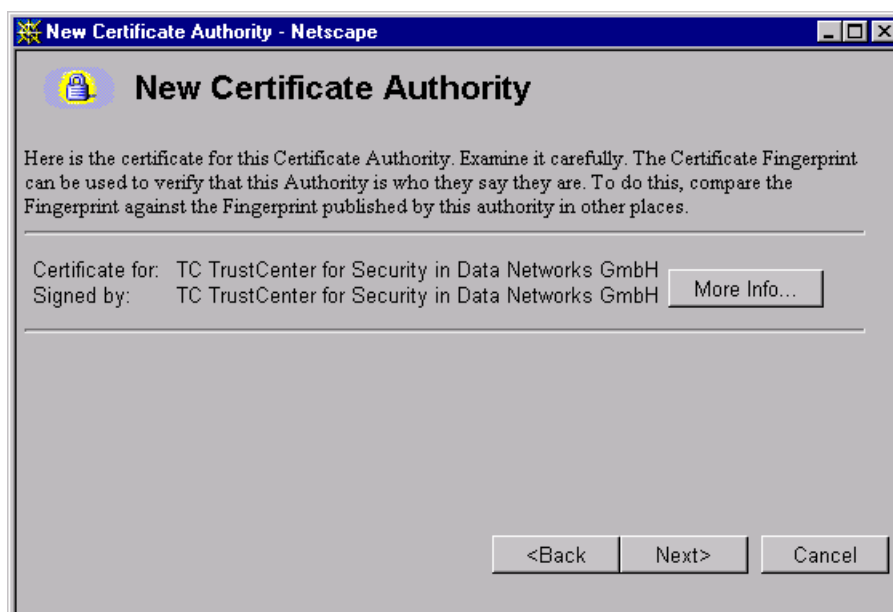 New Certificate Authority - Netscape
New Certificate Authority
Here is the certificate for this Certificate Authority. Examine it carefully. The Certificate Fingerprint
can be used to verify that this Authority is who they say they are. To do this, compare the
Fingerprint against the Fingerprint published by this authority in other places.
Certificate for: TC TrustCenter for Security in Data Networks GmbH
Signed by: TC TrustCenter for Security in Data Networks GmbH
More Info...
<Back Next> Cancel